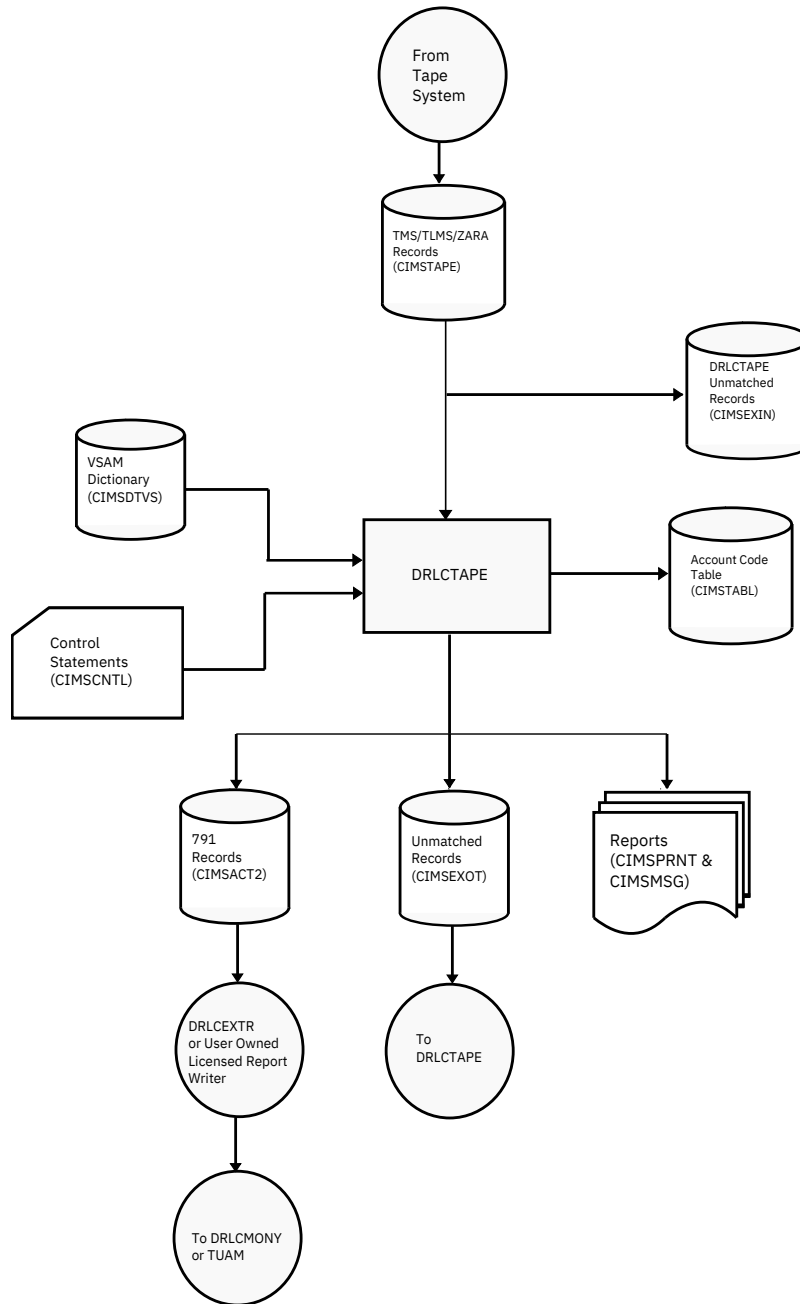 From
Tape
System
TMS/TLMS/ZARA
Records
(CIMSTAPE)
DRLCTAPE
Unmatched
Records
(CIMSEXIN)
VSAM
Dictionary
(CIMSDTVS)
DRLCTAPE
Account Code
Table
(CIMSTABL)
Control
Statements
(CIMSCNTL)
791
Records
(CIMSACT2)
Unmatched
Records
(CIMSEXOT)
Reports
(CIMSPRNT &
CIMSMSG)
DRLCEXTR
or User Owned
Licensed Report
Writer
To
DRLCTAPE
To DRLCMONY
or TUAM